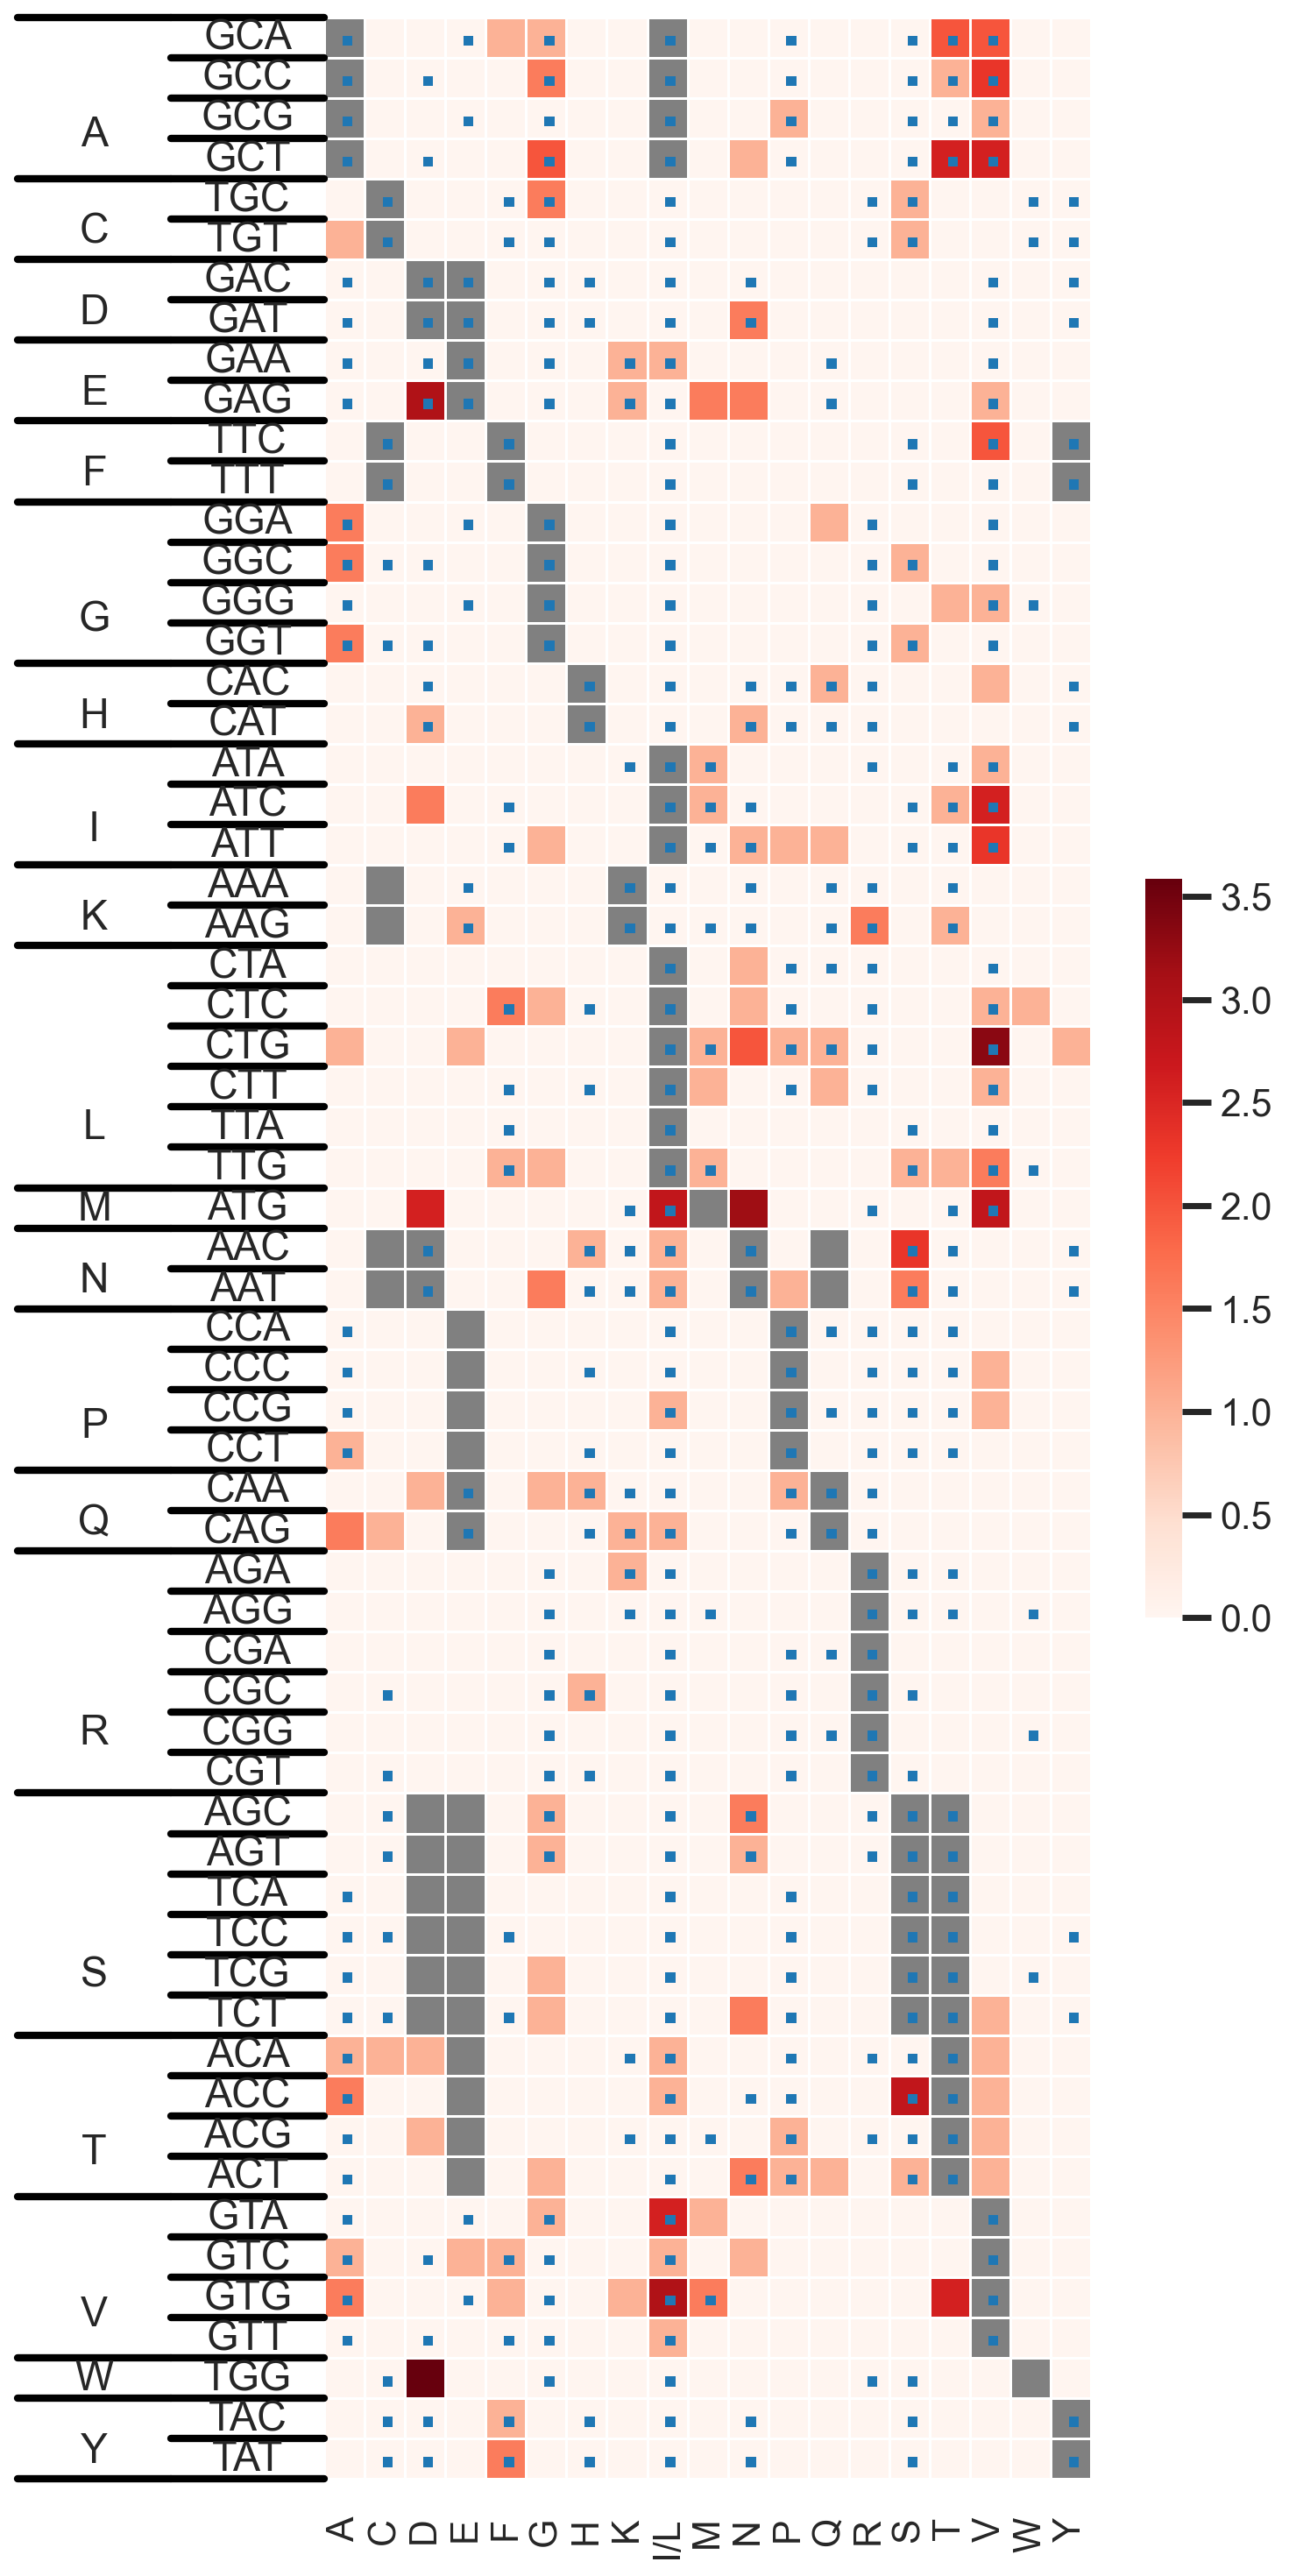 GCA
GCC
GCG
A
GCT
TGC
C
TGT
GAC
D
GAT
GAA
E
GAG
TTC
F
TTT
GGA
GGC
GGG
G
GGT
CAC
H
CAT
ATA
ATC
I
ATT
AAA
K
AAG
CTA
CTC
CTG
CTT
L
TTA
TTG
M ATG
AAC
N
AAT
CCA
CCC
CCG
P
CCT
CAA
Q
CAG
AGA
AGG
CGA
CGC
R
CGG
CGT
AGC
AGT
TCA
TCC
S
TCG
TCT
ACA
ACC
ACG
T
ACT
GTA
GTC
GTG
V
GTT
W TGG
TAC
Y
TAT
A C D E F G H K I/L M N P Q R S T V W Y
3.5
3.0
2.5
2.0
1.5
1.0
0.5
0.0